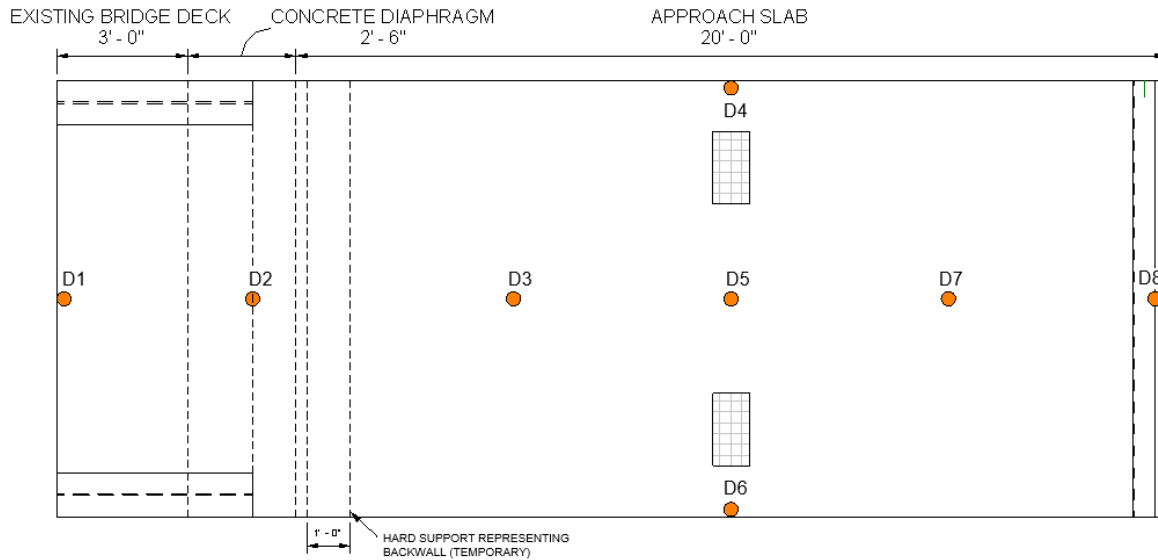 EXISTING BRIDGE DECK CONCRETE DIAPHRAGM APPROACH SLAB
3' - 0" 2' - 6" 20' - 0"
D4
D1 D2 D3 D5 D7 D8
D6
1' - 0"
HARD SUPPORT REPRESENTING
BACKWALL (TEMPORARY)